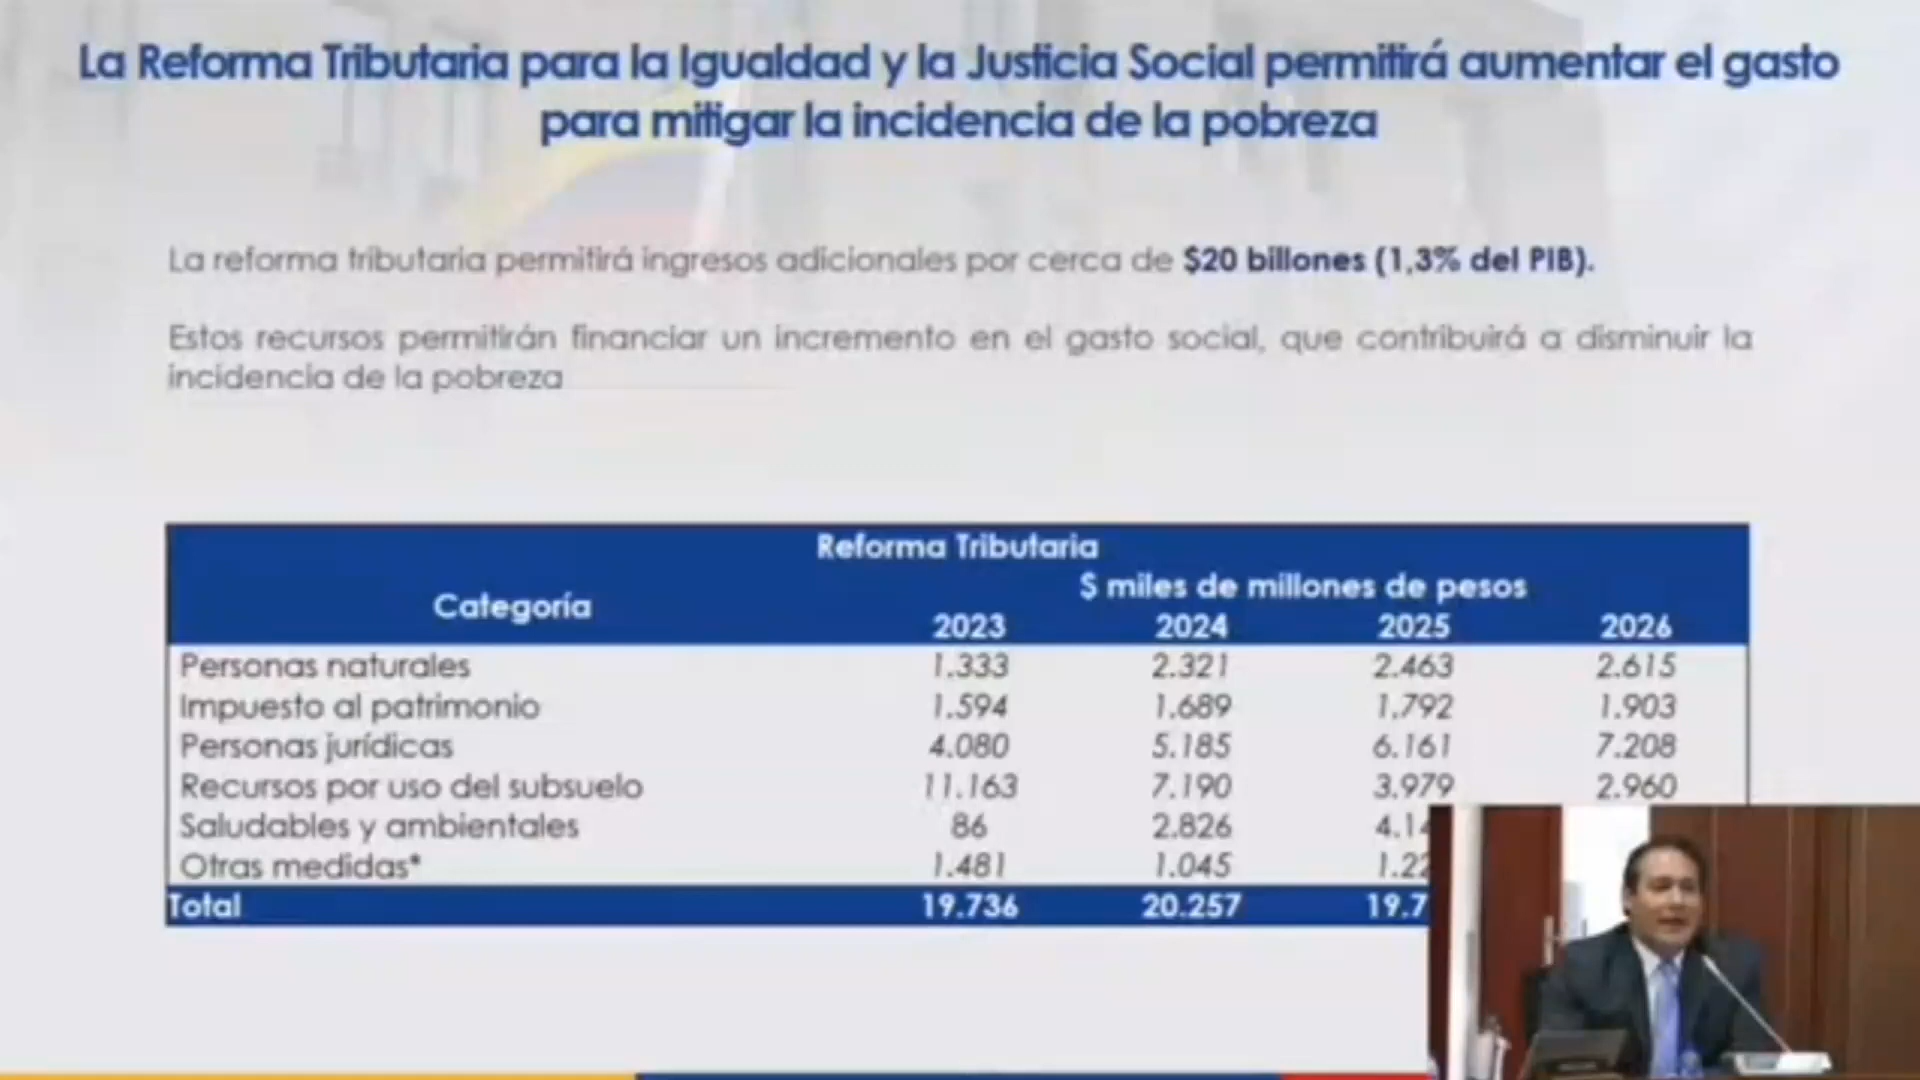 La Reforma Tributaria para la Igualdad y la Justicia Social permitirá aumentar el gasto
para mitigar la incidencia de la pobreza
La reforma tributaria permitirá ingresos adicionales por cerca de $20 billones (1,3% del PIB).
Estos recursos permitirán financiar un incremento en el gasto social, que contribuirá a disminuir la
incidencia de la pobreza
Reforma Tributaria
Categoría $ miles de millones de pesos
2023 2024 2025 2026
Personas naturales 1.333 2.321 2.463 2.615
Impuesto al patrimonio 1.594 1.689 1.792 1.903
Personas jurídicas 4.080 5.185 6.161 7.208
Recursos por uso del subsuelo 11.163 7.190 3.979 2.960
Saludables y ambientales 86 2.826
Otras medidas* 1.481 1.045
Total 19.736 20.257